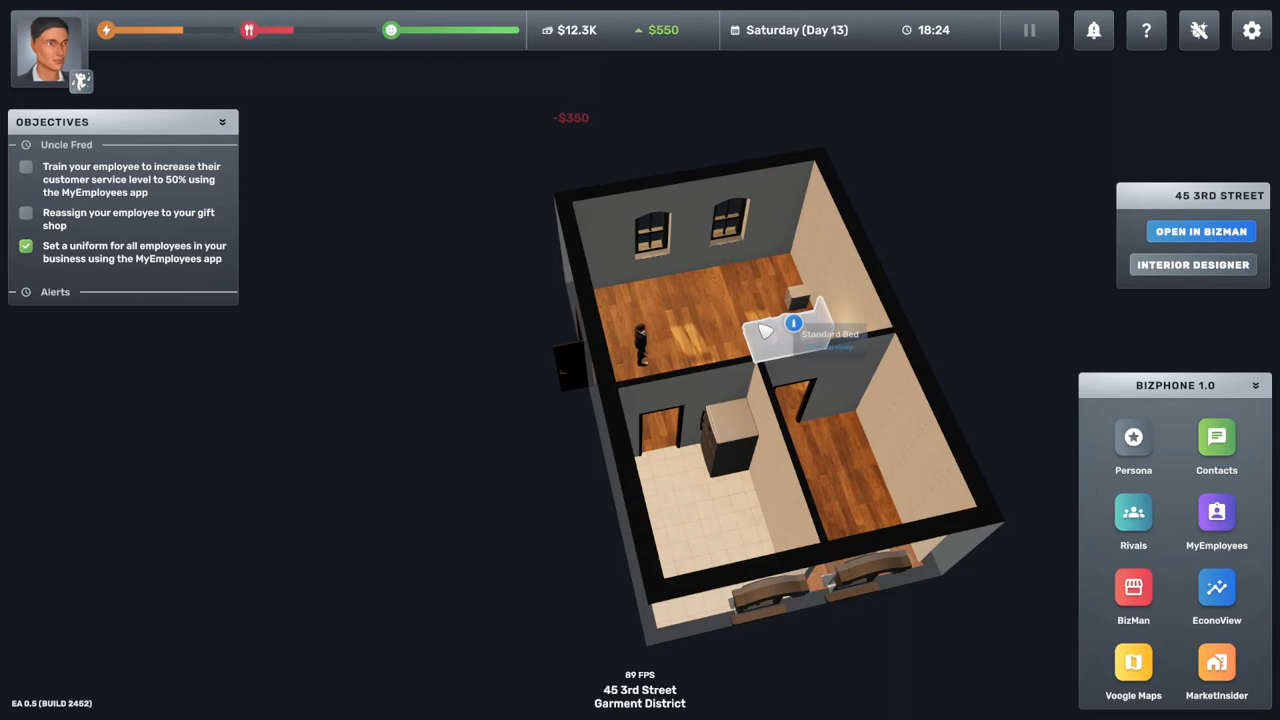 $12.3K
$550
Saturday (Day 13)
18:24
OBJECTIVES
Uncle Fred
Train your employee to increase their
customer service level to 50% using
the MyEmployees app
Reassign your employee to your gift
shop
Set a uniform for all employees in your
business using the MyEmployees app
Alerts
-$350
45 3RD STREET
OPEN IN BIZMAN
INTERIOR DESIGNER
Standard Bed
BIZPHONE 1.0
Persona
Contacts
Rivals
MyEmployees
BizMan
EconoView
Voogle Maps
MarketInsider
89 FPS
45 3rd Street
Garment District
EA 0.5 (BUILD 2452)